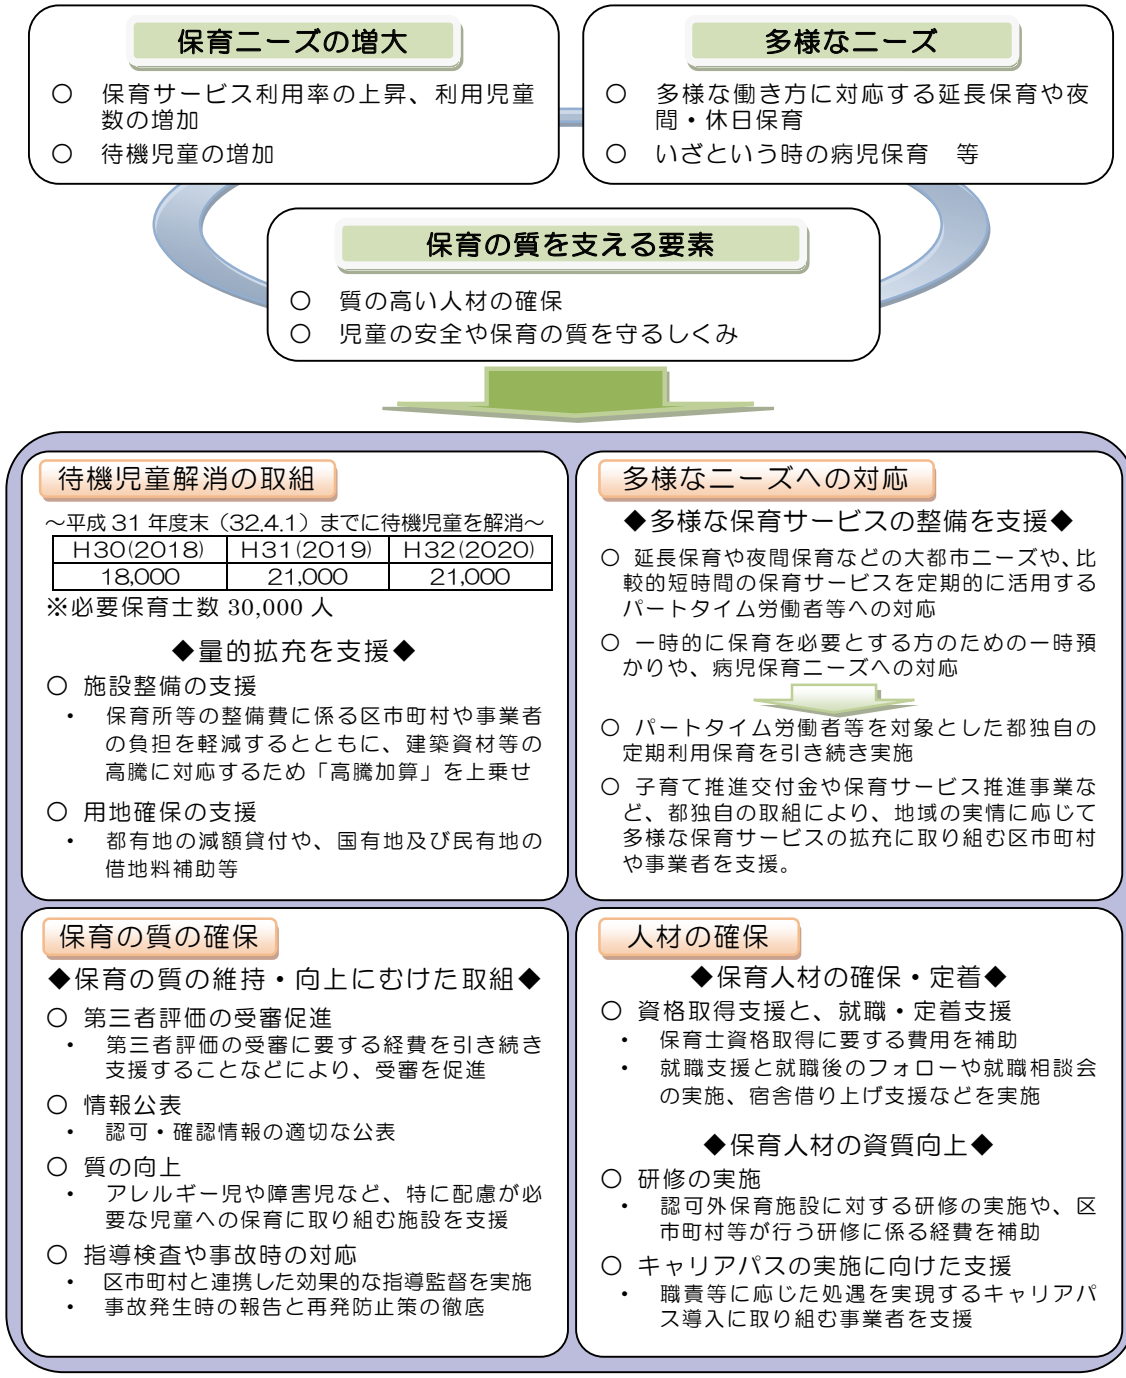 保育ニーズの増大
○ 保育サービス利用率の上昇、利用児童
数の増加
○ 待機児童の増加
多様なニーズ
○ 多様な働き方に対応する延長保育や夜
間・休日保育
○ いざという時の病児保育 等
保育の質を支える要素
○ 質の高い人材の確保
○ 児童の安全や保育の質を守るしくみ
待機児童解消の取組
～平成 31 年度末（32.4.1）までに待機児童を解消～
H30(2018) H31(2019) H32(2020)
18,000 21,000 21,000
※必要保育士数 30,000 人
◆量的拡充を支援◆
○ 施設整備の支援
・ 保育所等の整備費に係る区市町村や事業者
の負担を軽減するとともに、建築資材等の
高騰に対応するため「高騰加算」を上乗せ
○ 用地確保の支援
・ 都有地の減額貸付や、国有地及び民有地の
借地料補助等
多様なニーズへの対応
◆多様な保育サービスの整備を支援◆
○ 延長保育や夜間保育などの大都市ニーズや、比
較的短時間の保育サービスを定期的に活用する
パートタイム労働者等への対応
○ 一時的に保育を必要とする方のための一時預
かりや、病児保育ニーズへの対応
○ パートタイム労働者等を対象とした都独自の
定期利用保育を引き続き実施
○ 子育て推進交付金や保育サービス推進事業な
ど、都独自の取組により、地域の実情に応じて
多様な保育サービスの拡充に取り組む区市町村
や事業者を支援。
保育の質の確保
◆保育の質の維持・向上にむけた取組◆
○ 第三者評価の受審促進
・ 第三者評価の受審に要する経費を引き続き
支援することなどにより、受審を促進
○ 情報公表
・ 認可・確認情報の適切な公表
○ 質の向上
・ アレルギー児や障害児など、特に配慮が必
要な児童への保育に取り組む施設を支援
○ 指導検査や事故時の対応
・ 区市町村と連携した効果的な指導監督を実施
・ 事故発生時の報告と再発防止策の徹底
人材の確保
◆保育人材の確保・定着◆
○ 資格取得支援と、就職・定着支援
・ 保育士資格取得に要する費用を補助
・ 就職支援と就職後のフォローや就職相談会
の実施、宿舎借り上げ支援などを実施
◆保育人材の資質向上◆
○ 研修の実施
・ 認可外保育施設に対する研修の実施や、区
市町村等が行う研修に係る経費を補助
○ キャリアパスの実施に向けた支援
・ 職責等に応じた処遇を実現するキャリアパ
ス導入に取り組む事業者を支援